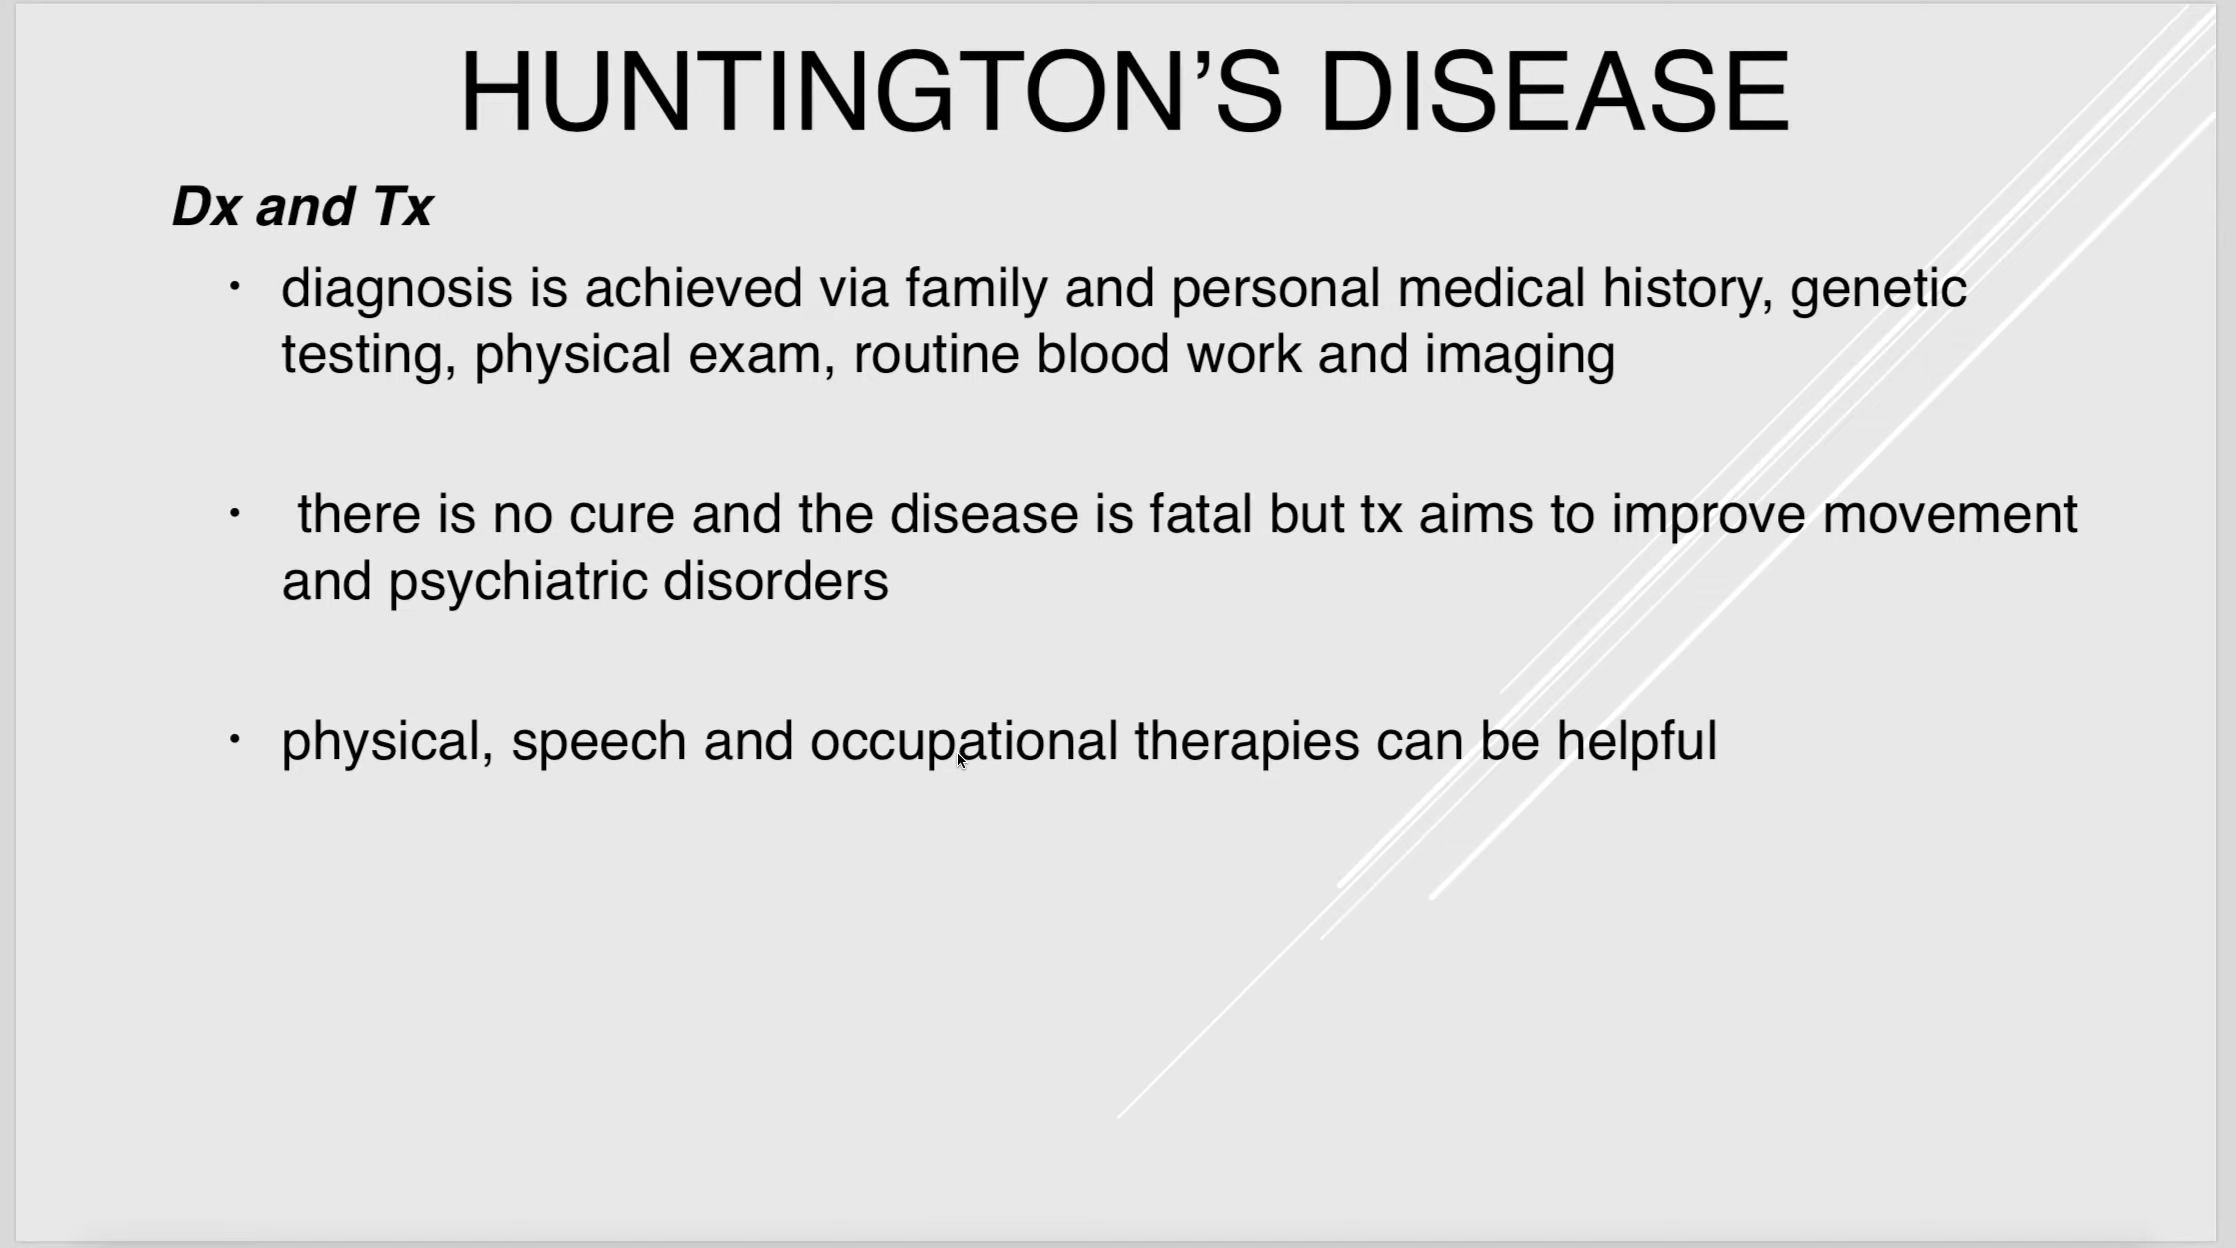 HUNTINGTON’S DISEASE
Dx and Tx
• diagnosis is achieved via family and personal medical history, genetic
testing, physical exam, routine blood work and imaging
• there is no cure and the disease is fatal but tx aims to improve movement
and psychiatric disorders
• physical, speech and occupational therapies can be helpful